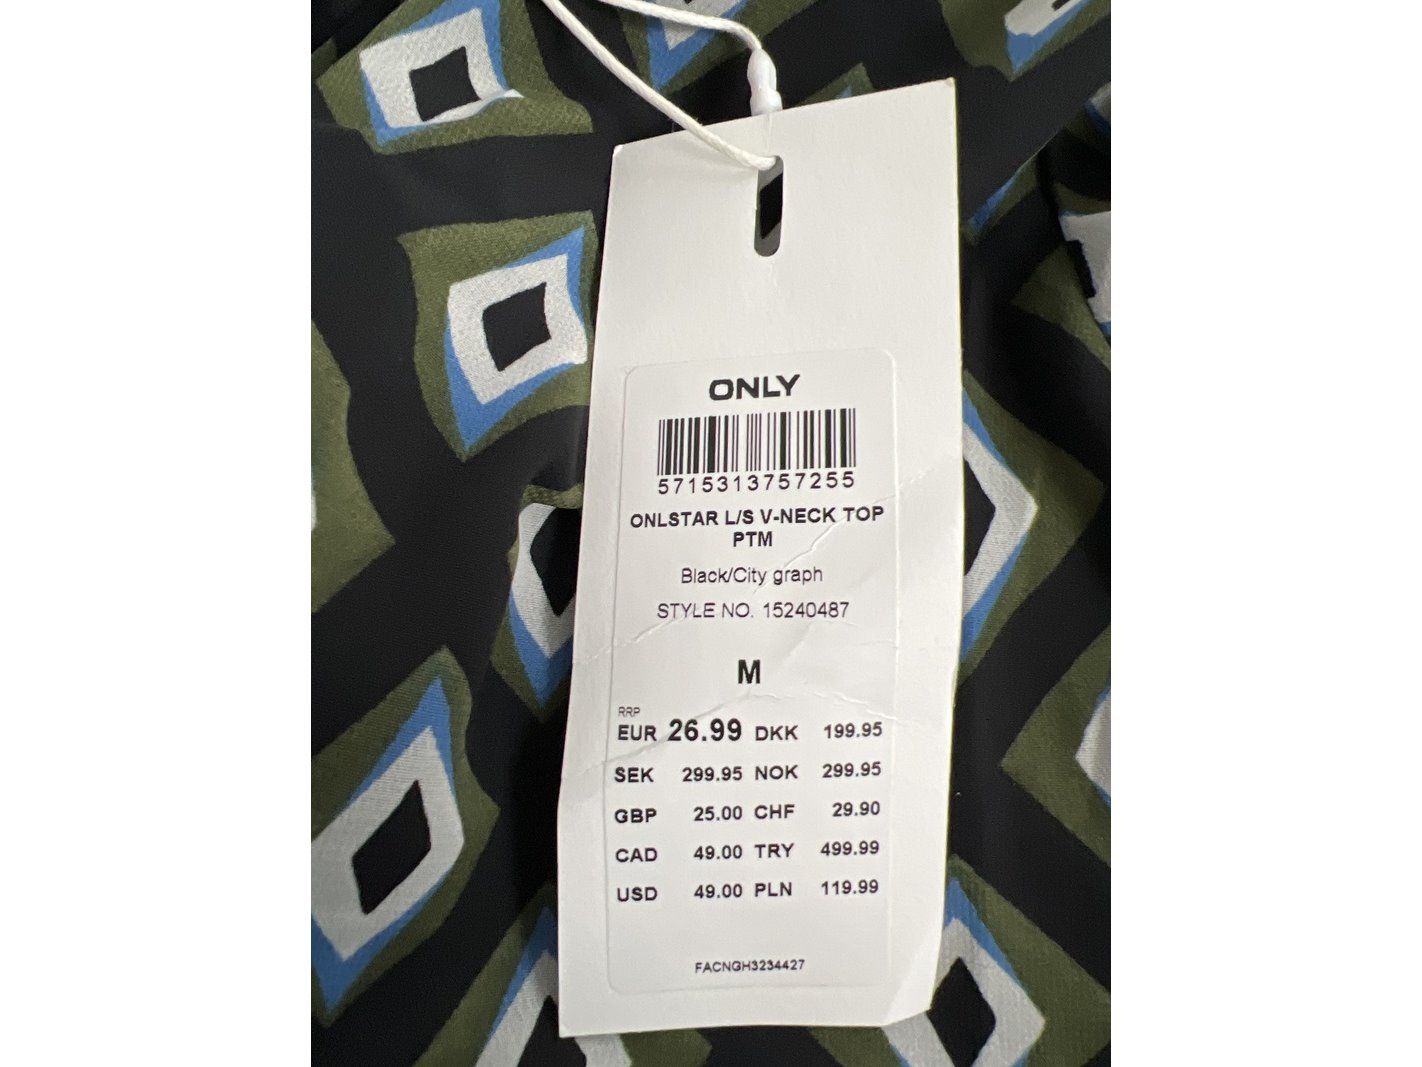 ONLY
5715313757255
ONLSTAR L/S V-NECK TOP
PTM
Black/City graph
STYLE NO. 15240487
M
RRP
EUR 26.99 DKK 199.95
SEK 299.95 NOK 299.95
GBP 25.00 CHF 29.90
CAD 49.00 TRY 499.99
USD 49.00 PLN 119.99
FACNGH3234427